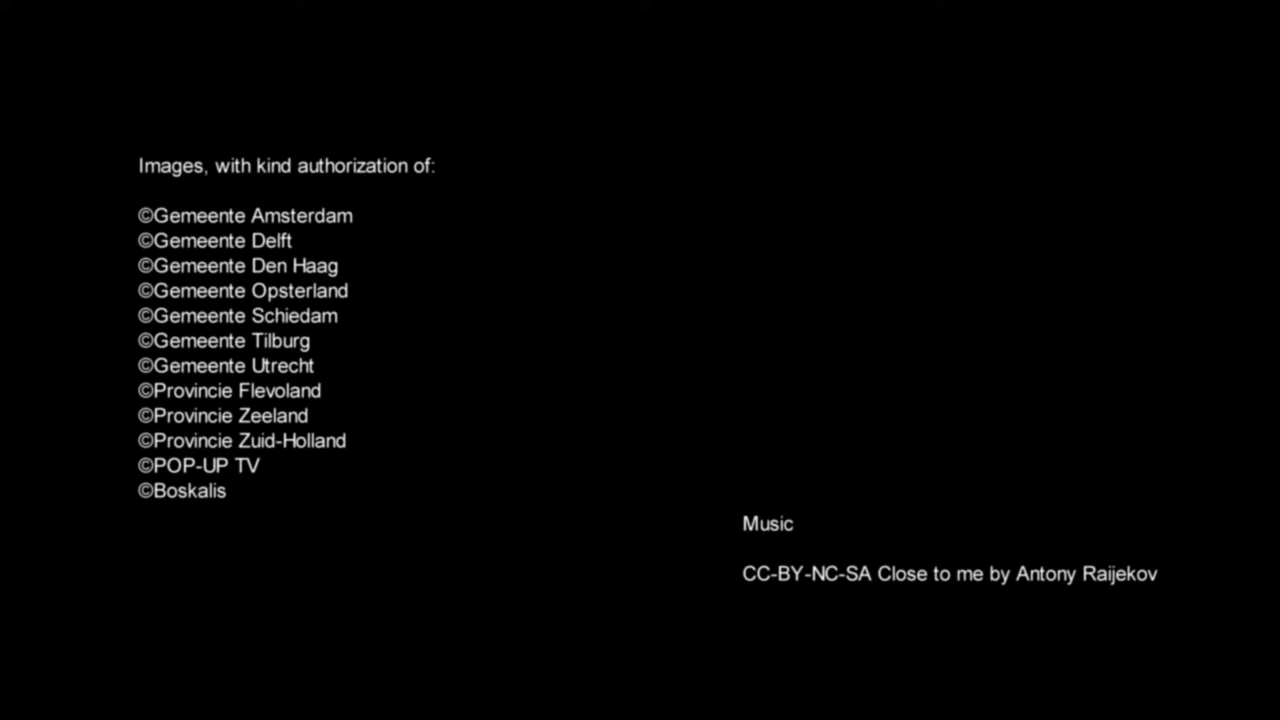 Images, with kind authorization of:
©Gemeente Amsterdam
©Gemeente Delft
©Gemeente Den Haag
©Gemeente Opsterland
©Gemeente Schiedam
©Gemeente Tilburg
©Gemeente Utrecht
©Provincie Flevoland
©Provincie Zeeland
©Provincie Zuid-Holland
©POP-UP TV
©Boskalis
Music
CC-BY-NC-SA Close to me by Antony Raijekov